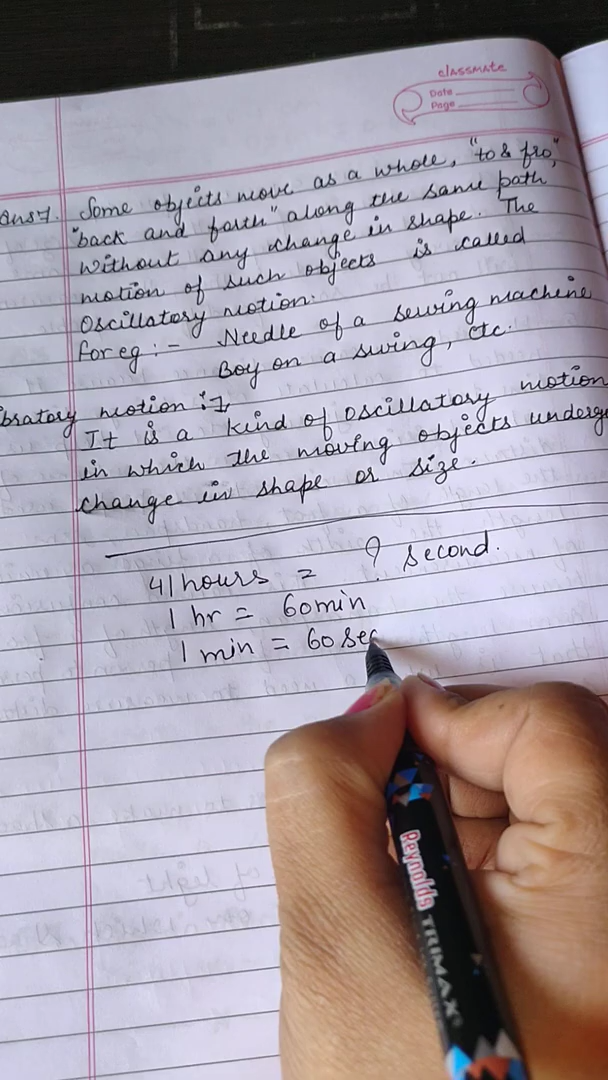 classmate
Date
Page
Ans7. Some objects move as a whole, "to & fro,"
"back and forth" along the same path
without any change in shape. The
motion of such objects is called
Oscillatory motion.
For eg :- Needle of a sewing machine
Boy on a swing, etc.
bratory motion :-
It is a kind of oscillatory motion
in which the moving objects underge
change in shape or size.
41 hours = ? second.
1 hr = 60 min
1 min = 60 sec
Reynolds TRIMAX